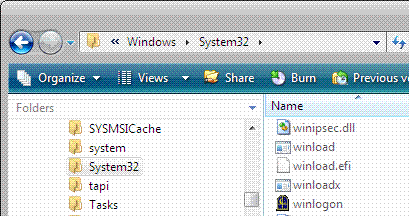 « Windows System32
Organize Views Share Burn Previous ve
Folders
SYSMSICache
system
System32
tapi
Tasks
Name
winipsec.dll
winload
winload.efi
winloadx
winlogon